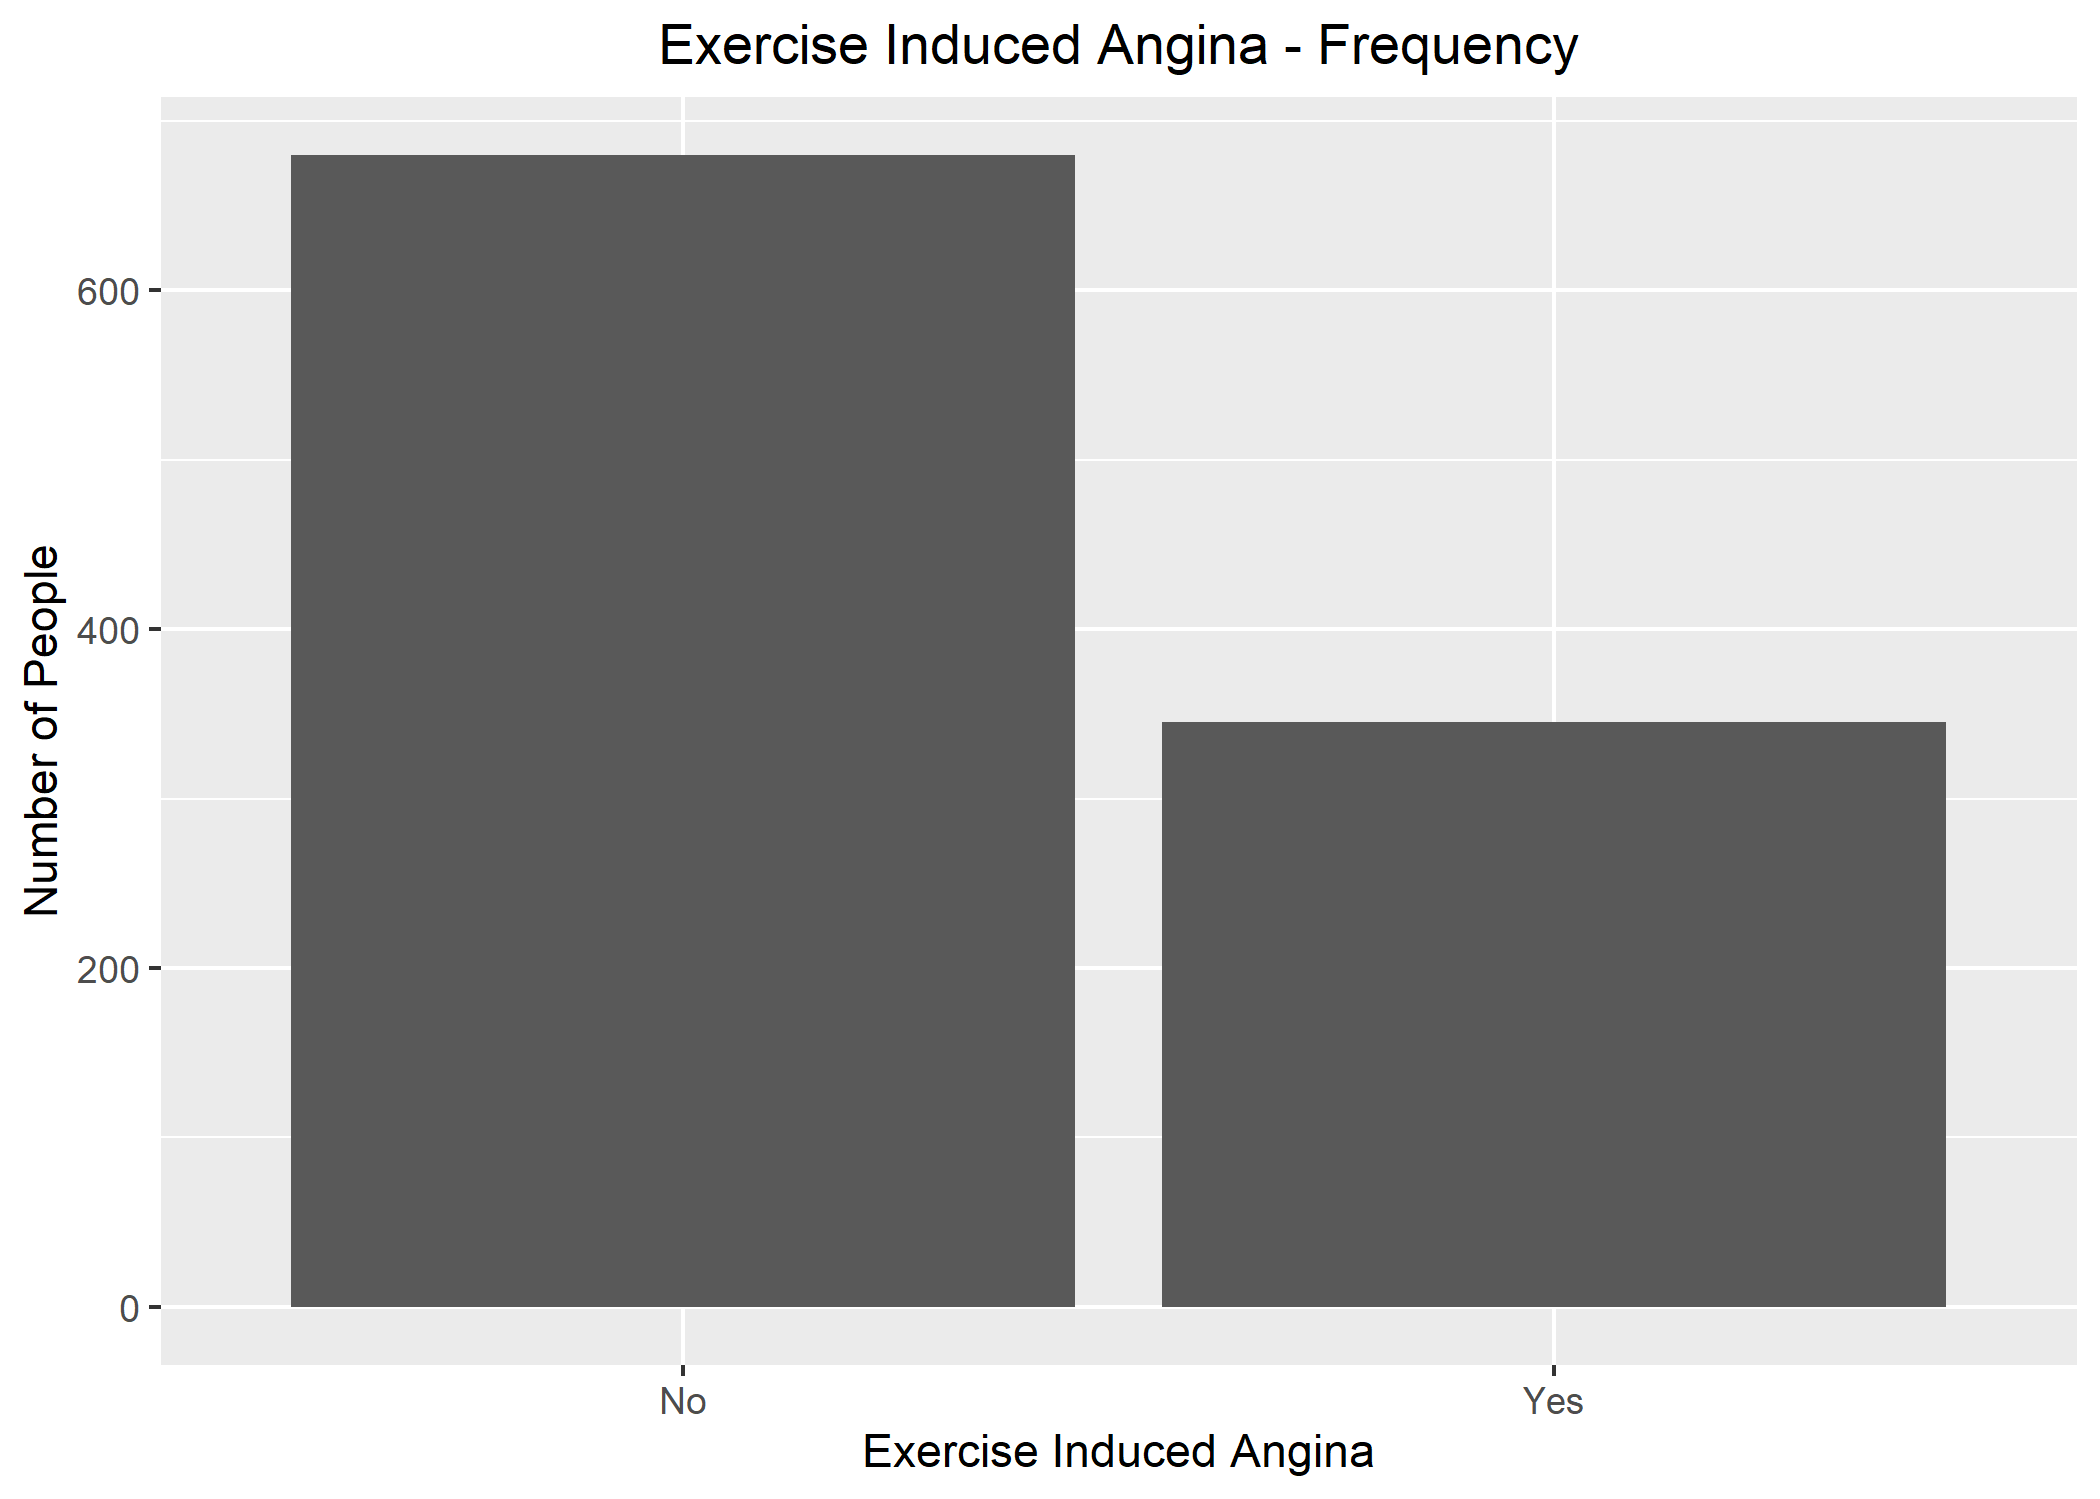 Exercise Induced Angina - Frequency
Number of People
600
400
200
0
No
Yes
Exercise Induced Angina